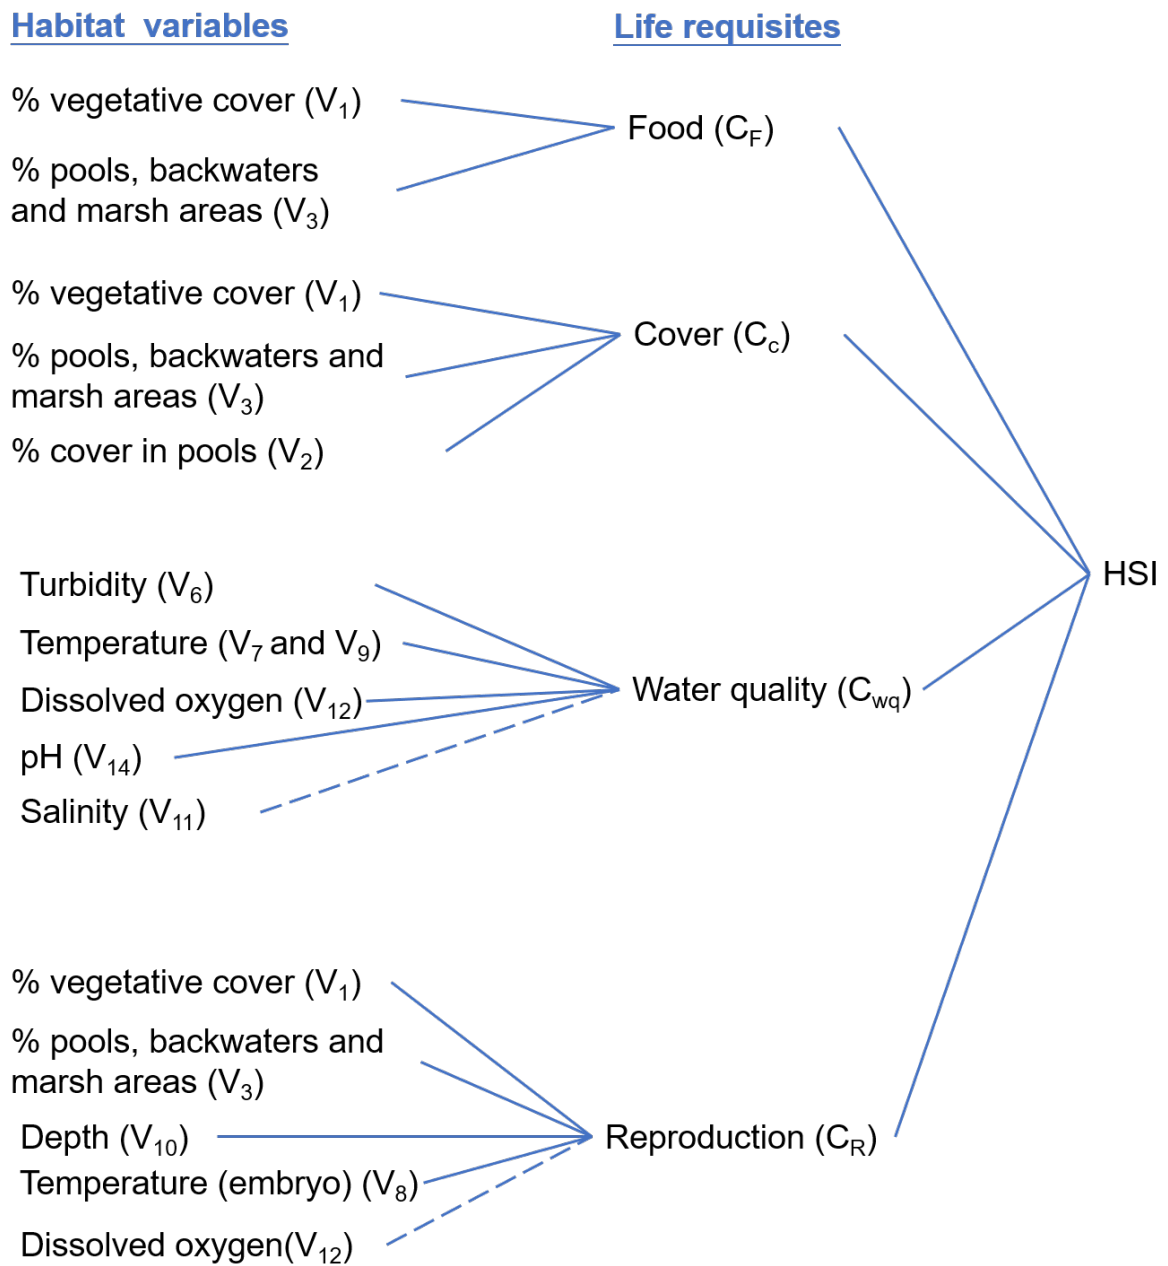 Habitat variables
Life requisites
% vegetative cover (V1)
% pools, backwaters
and marsh areas (V3)
Food (CF)
% vegetative cover (V1)
% pools, backwaters and
marsh areas (V3)
% cover in pools (V2)
Cover (Cc)
Turbidity (V6)
Temperature (V7 and V9)
Dissolved oxygen (V12)
pH (V14)
Salinity (V11)
Water quality (Cwq)
HSI
% vegetative cover (V1)
% pools, backwaters and
marsh areas (V3)
Depth (V10)
Temperature (embryo) (V8)
Dissolved oxygen(V12)
Reproduction (CR)